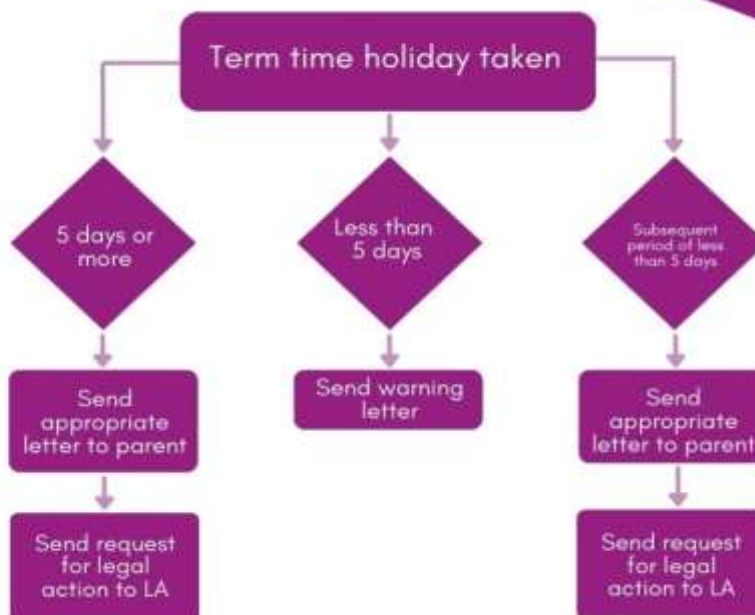 Term time holiday taken
5 days or
more
Less than
5 days
Subsequent
period of less
than 5 days
Send
appropriate
letter to parent
Send warning
letter
Send
appropriate
letter to parent
Send request
for legal
action to LA
Send request
for legal
action to LA